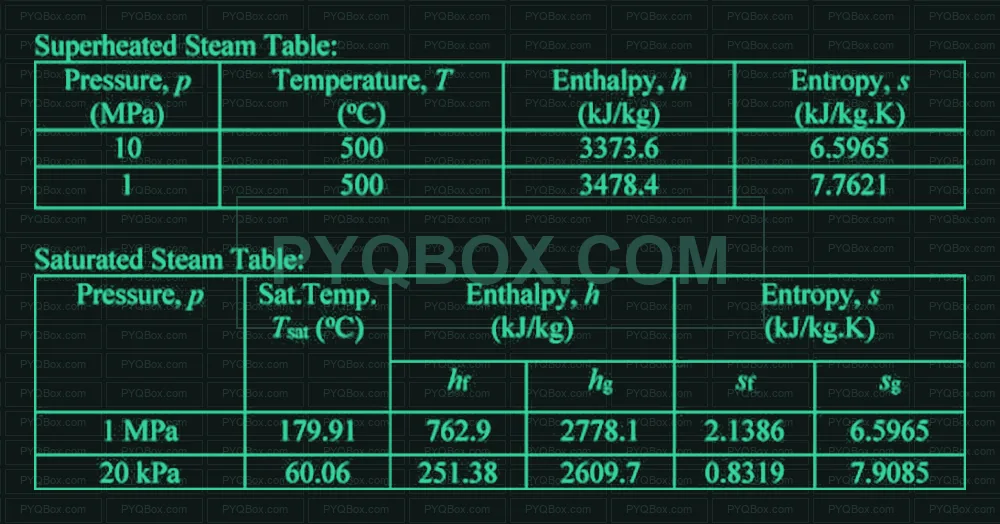 Superheated Steam Table:
Pressure, p (MPa) Temperature, T (ºC) Enthalpy, h (kJ/kg) Entropy, s (kJ/kg.K)
10 500 3373.6 6.5965
1 500 3478.4 7.7621
PYQBOX.COM
Saturated Steam Table:
Pressure, p Sat.Temp. Tsat (ºC) Enthalpy, h (kJ/kg) Entropy, s (kJ/kg.K)
hf hg sf sg
1 MPa 179.91 762.9 2778.1 2.1386 6.5965
20 kPa 60.06 251.38 2609.7 0.8319 7.9085